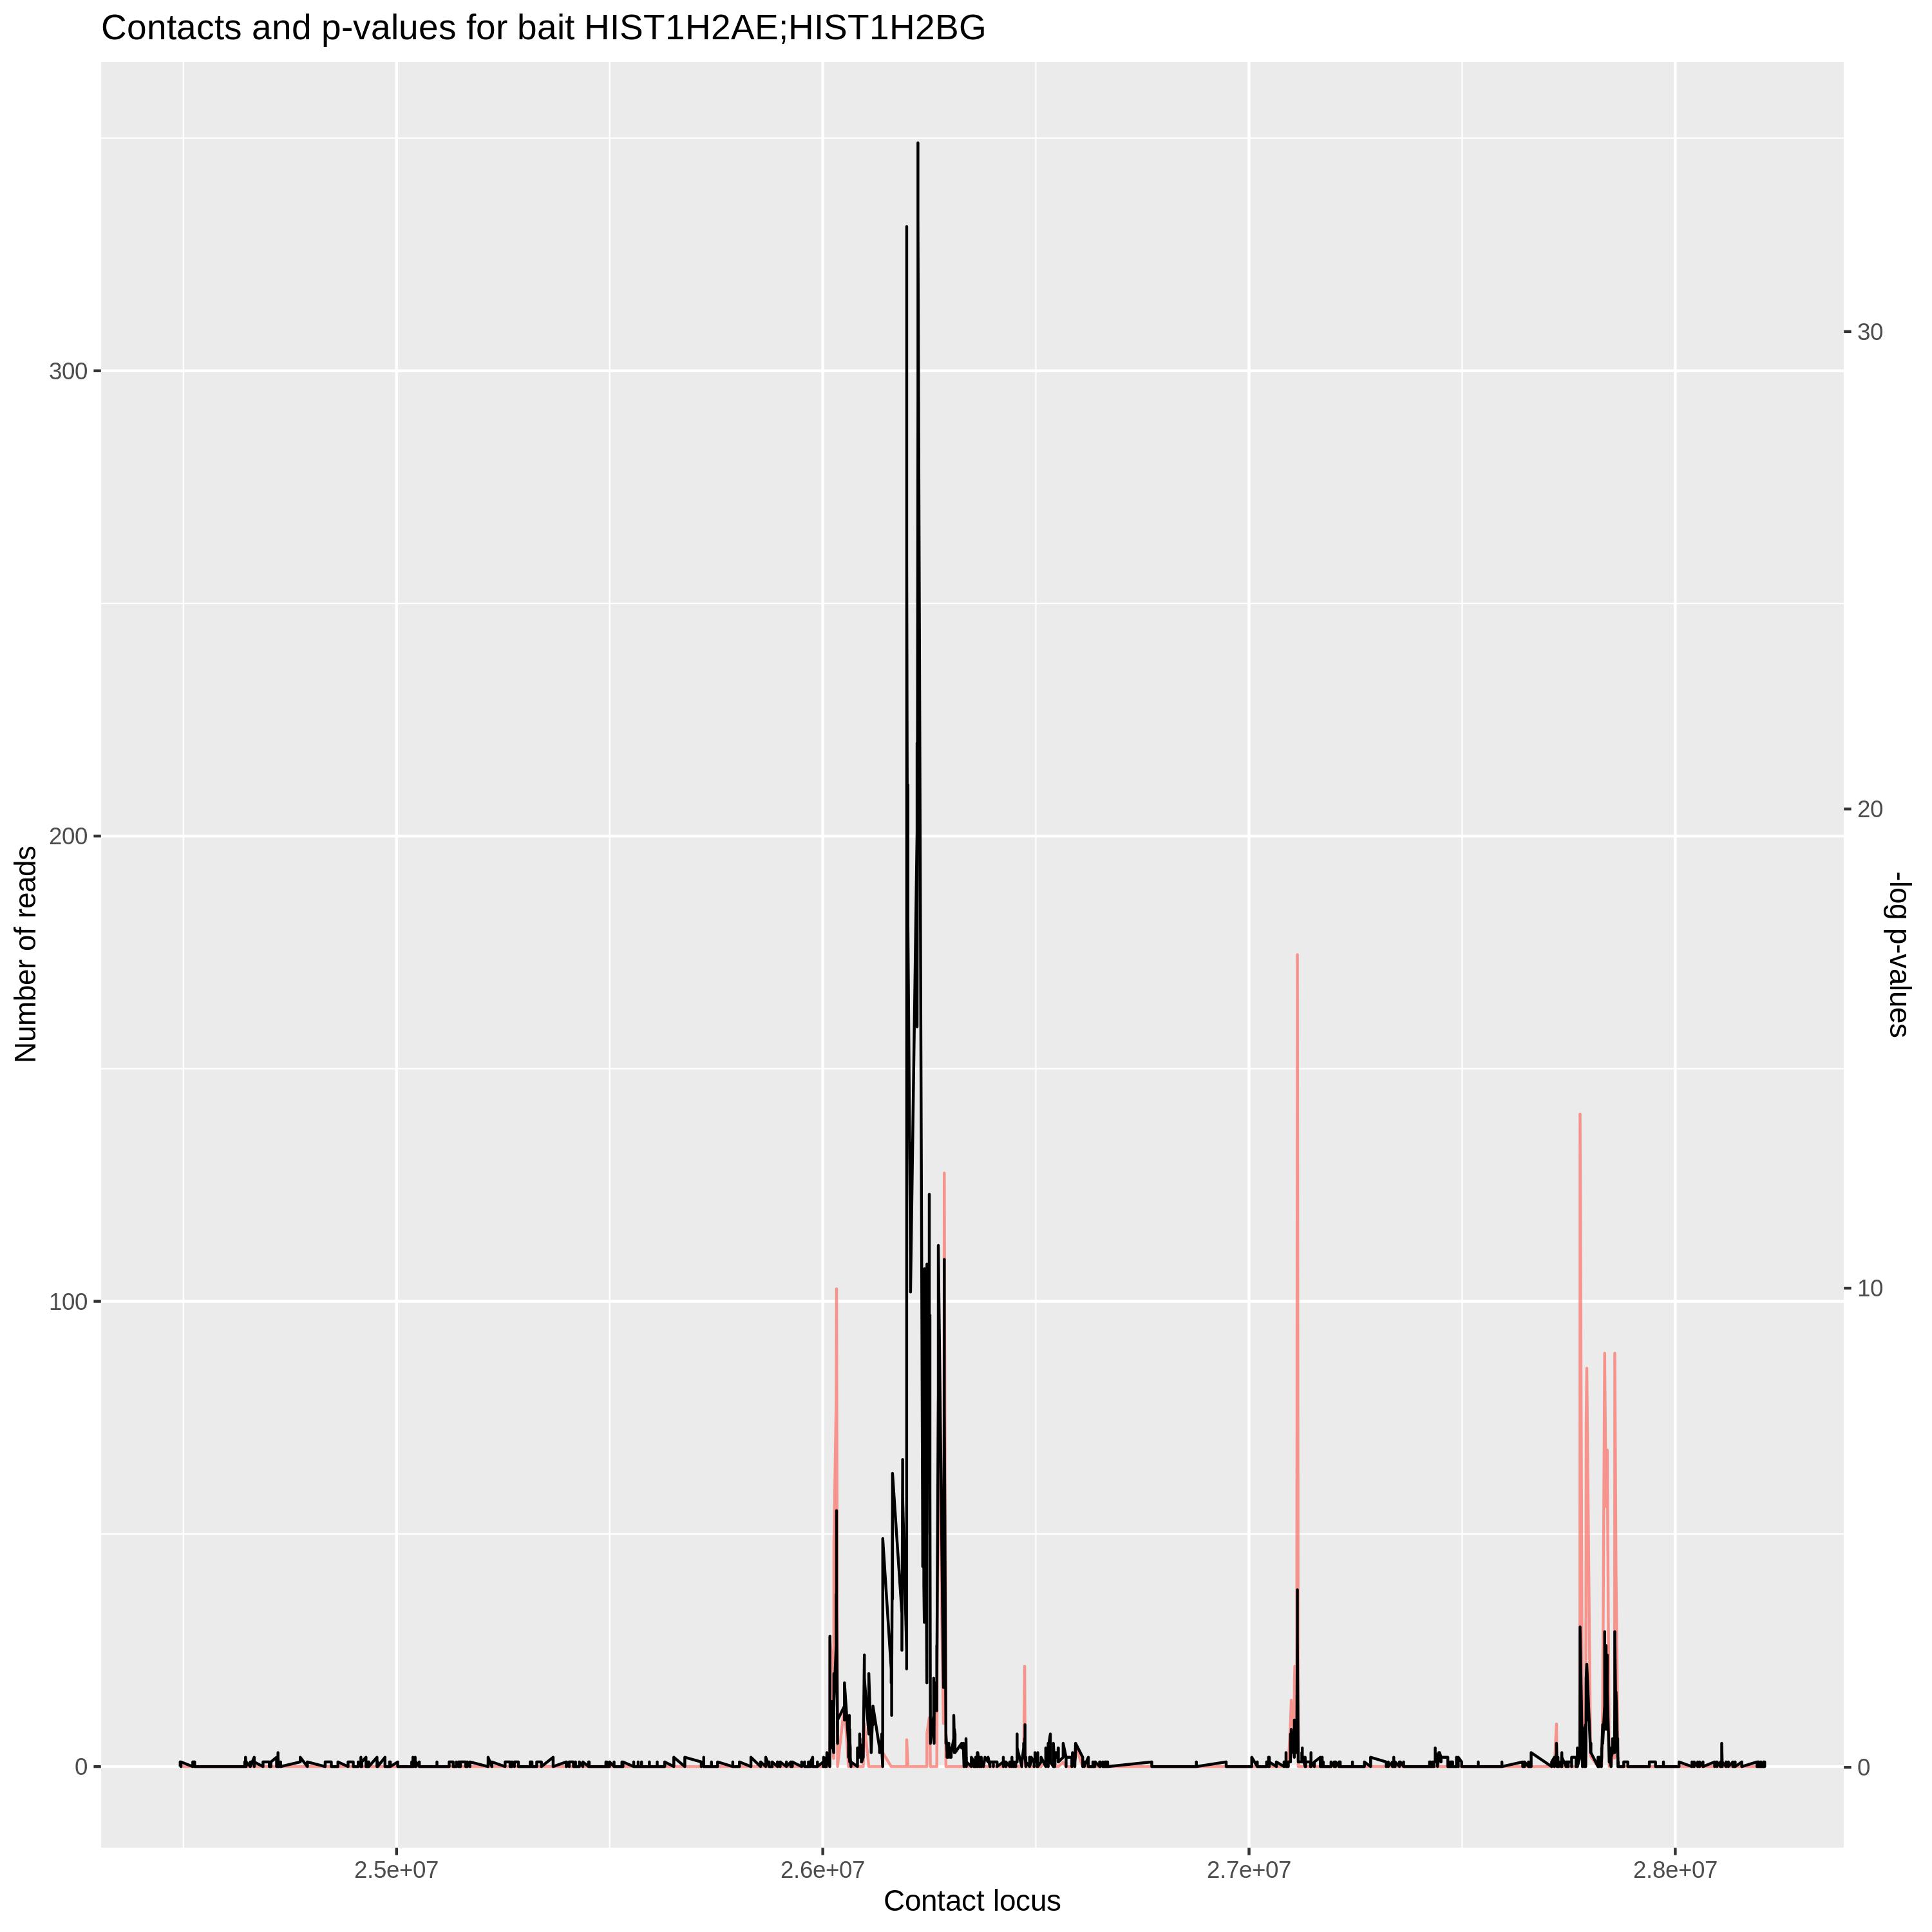 Contacts and p-values for bait HIST1H2AE;HIST1H2BG
Number of reads
300
200
100
0
30
20
10
0
-log p-values
2.5e+07
2.6e+07
2.7e+07
2.8e+07
Contact locus